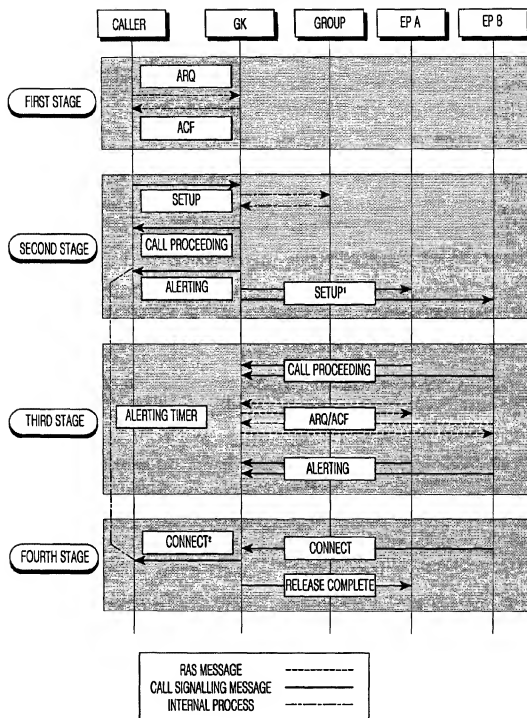 CALLER GK GROUP EP A EP B
FIRST STAGE
ARQ
ACF
SECOND STAGE
SETUP
CALL PROCEEDING
ALERTING
SETUP¹
THIRD STAGE
CALL PROCEEDING
ALERTING TIMER
ARQ/ACF
ALERTING
FOURTH STAGE
CONNECT²
CONNECT
RELEASE COMPLETE
RAS MESSAGE
CALL SIGNALLING MESSAGE
INTERNAL PROCESS